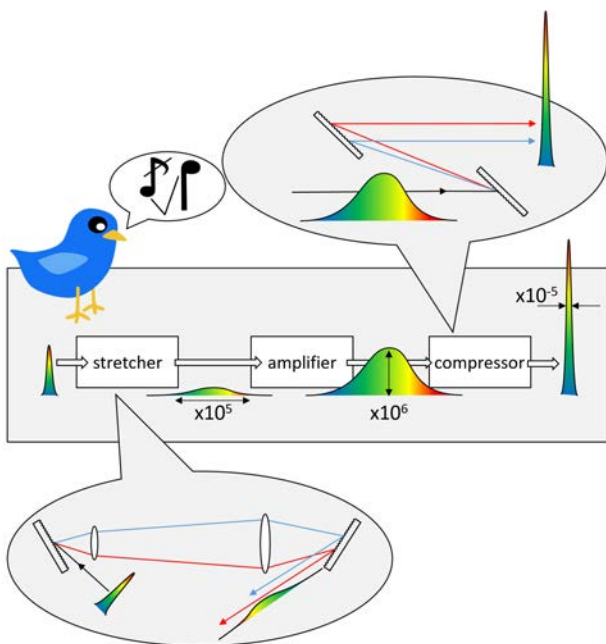 x10-5
stretcher
amplifier
compressor
x105
x106